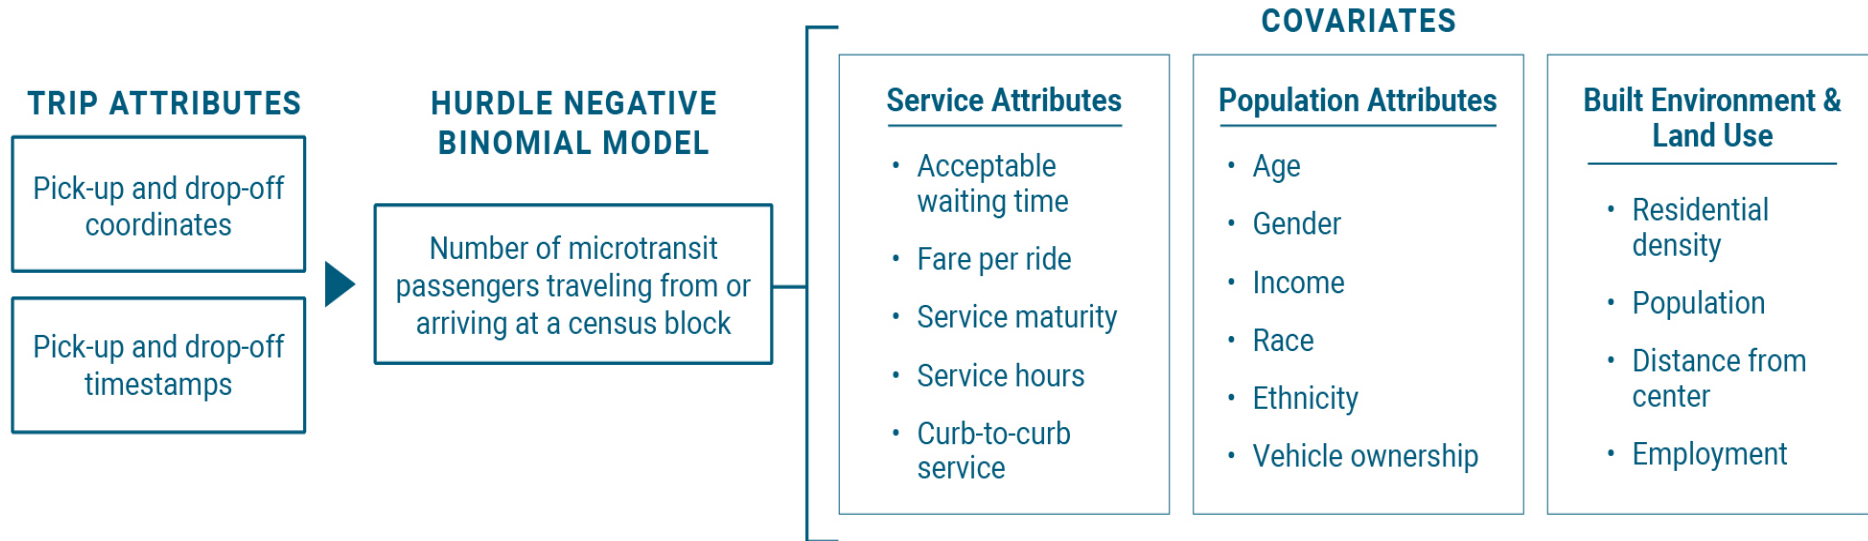 TRIP ATTRIBUTES
Pick-up and drop-off
coordinates
Pick-up and drop-off
timestamps
HURDLE NEGATIVE
BINOMIAL MODEL
Number of microtransit
passengers traveling from or
arriving at a census block
COVARIATES
Service Attributes
• Acceptable
waiting time
• Fare per ride
• Service maturity
• Service hours
• Curb-to-curb
service
Population Attributes
• Age
• Gender
• Income
• Race
• Ethnicity
• Vehicle ownership
Built Environment &
Land Use
• Residential
density
• Population
• Distance from
center
• Employment